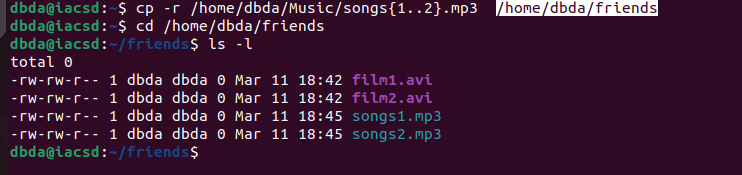 dbda@iacsd:~$ cp -r /home/dbda/Music/songs{1..2}.mp3  /home/dbda/friends
dbda@iacsd:~$ cd /home/dbda/friends
dbda@iacsd:~/friends$ ls -l
total 0
-rw-rw-r-- 1 dbda dbda 0 Mar 11 18:42 film1.avi
-rw-rw-r-- 1 dbda dbda 0 Mar 11 18:42 film2.avi
-rw-rw-r-- 1 dbda dbda 0 Mar 11 18:45 songs1.mp3
-rw-rw-r-- 1 dbda dbda 0 Mar 11 18:45 songs2.mp3
dbda@iacsd:~/friends$